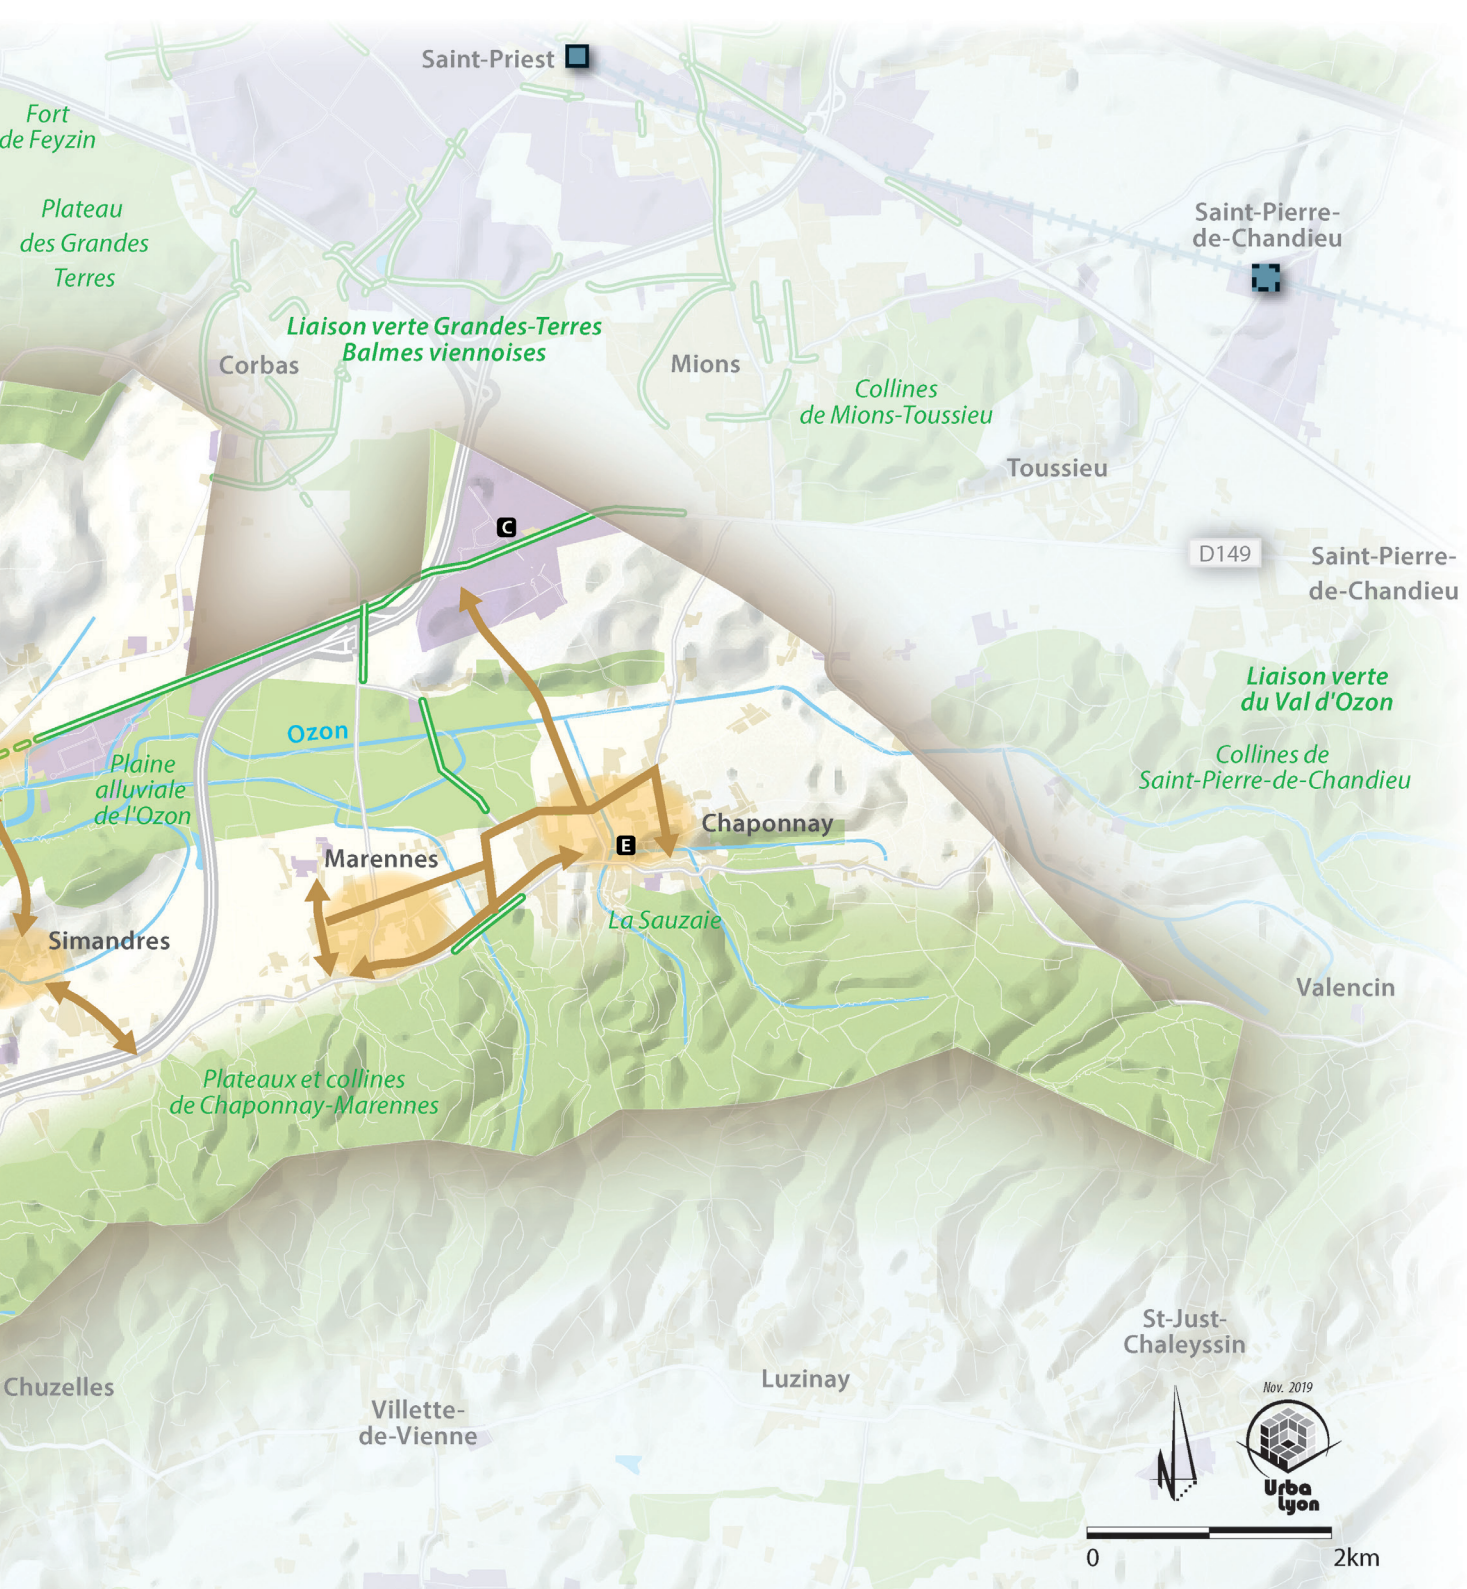 Saint-Priest
Fort
de Feyzin
Plateau
des Grandes
Terres
Saint-Pierre-
de-Chandieu
Liaison verte Grandes-Terres
Balmes viennoises
Corbas
Mions
Collines
de Mions-Toussieu
Toussieu
C
D149
Saint-Pierre-
de-Chandieu
Liaison verte
du Val d'Ozon
Ozon
Collines de
Saint-Pierre-de-Chandieu
Plaine
alluviale
de l'Ozon
Chaponnay
E
Marennes
La Sauzaie
Simandres
Valencin
Plateaux et collines
de Chaponnay-Marennes
St-Just-
Chaleyssin
Luzinay
Chuzelles
Villette-
de-Vienne
Nov. 2019
N
Urba
Lyon
0
2km